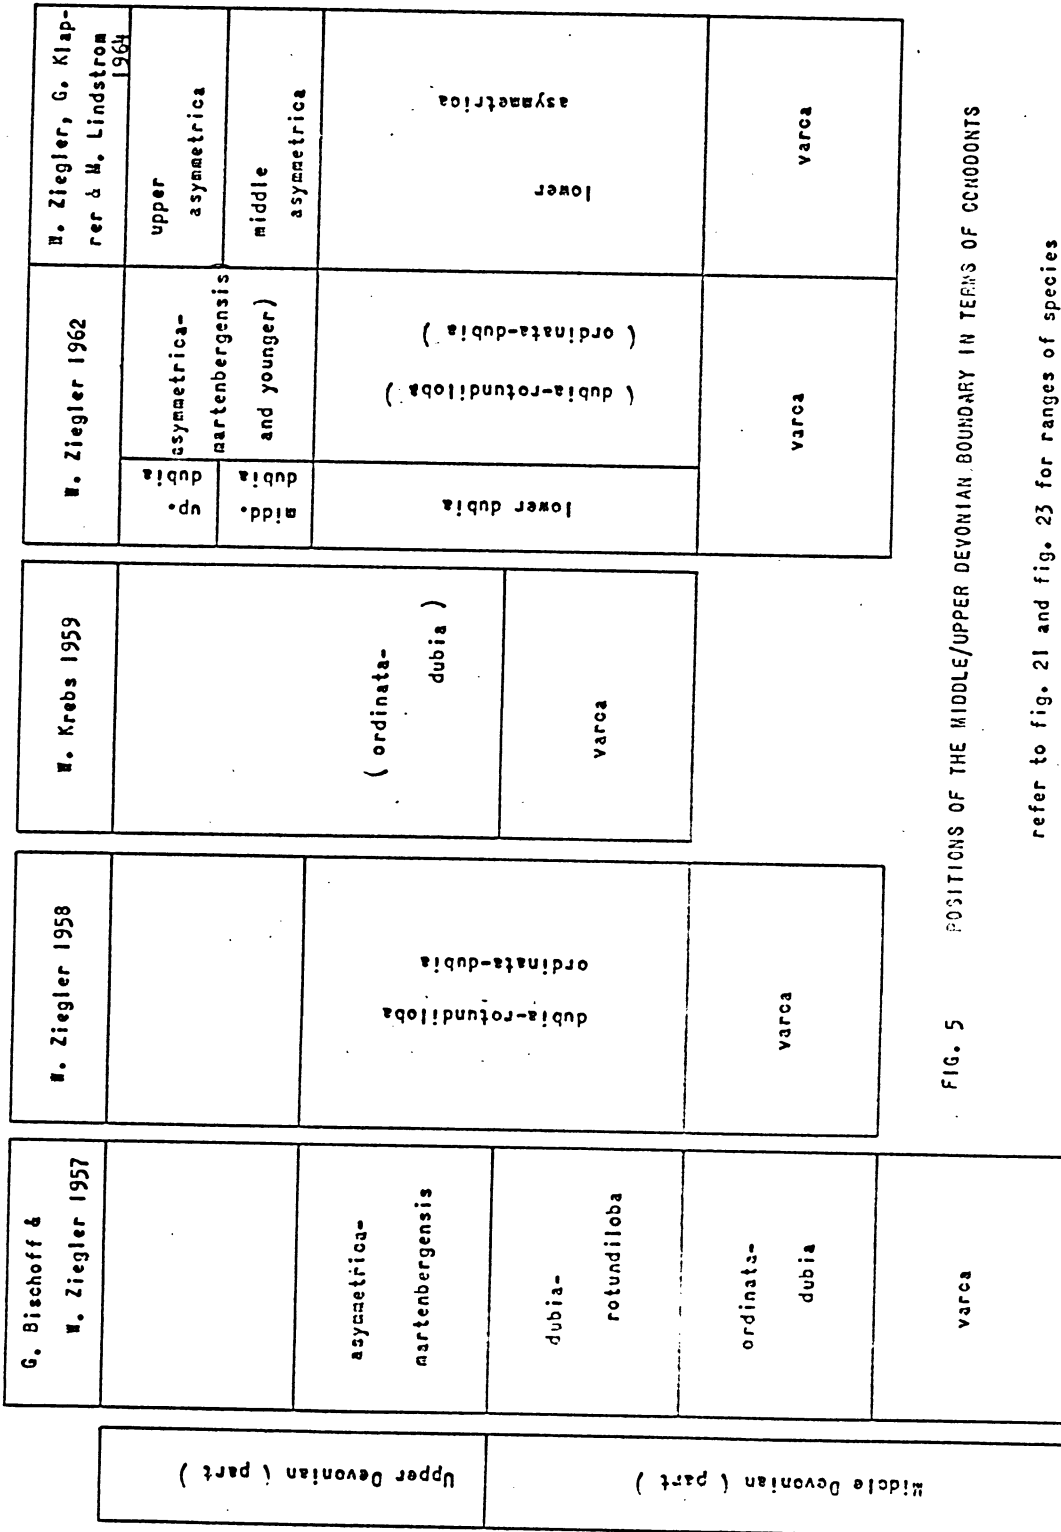 G. Bischoff &
W. Ziegler 1957
W. Ziegler 1958
W. Krebs 1959
W. Ziegler 1962
W. Ziegler, G. Klap-
rer & M. Lindstrom
1964
Upper Devonian ( part )
Middle Devonian ( part )
asymmetrica-
martenbergensis
dubia-
rotundiloba
ordinata-
dubia
varca
dubia-rotundiloba
ordinata-dubia
varca
( ordinata-
dubia )
varca
up.
dubia
midd.
dubia
lower dubia
asymmetrica-
martenbergensis
and younger)
( dubia-rotundiloba )
( ordinata-dubia )
varca
upper
asymmetrica
middle
asymmetrica
lower
asymmetrica
varca
FIG. 5 POSITIONS OF THE MIDDLE/UPPER DEVONIAN BOUNDARY IN TERMS OF CONODONTS
refer to fig. 21 and fig. 23 for ranges of species